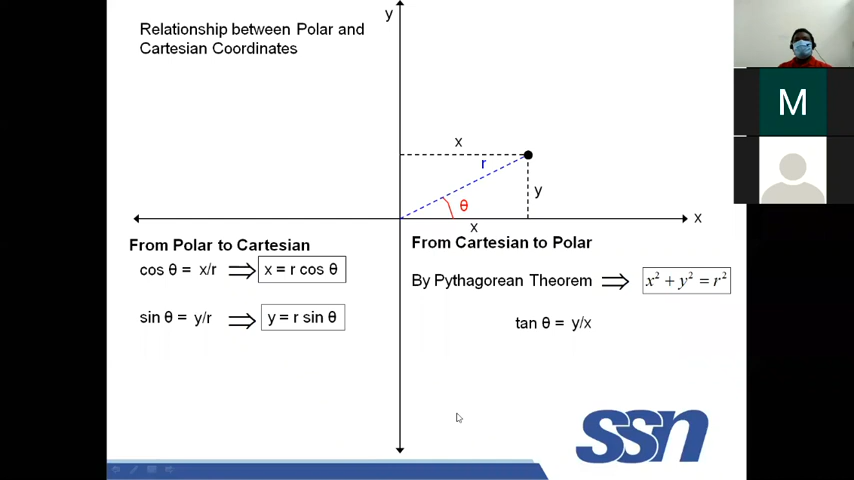 Relationship between Polar and
Cartesian Coordinates
y
x
r
y
θ
x
x
From Polar to Cartesian
cos θ = x/r ⟹ x = r cos θ
sin θ = y/r ⟹ y = r sin θ
From Cartesian to Polar
By Pythagorean Theorem ⟹ x² + y² = r²
tan θ = y/x
ssn
M